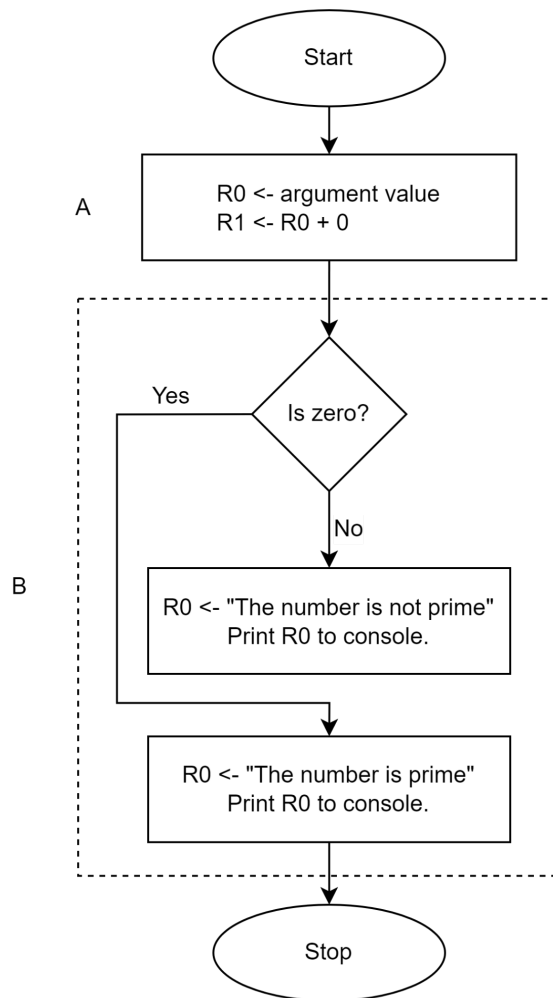 Start
A
R0 <- argument value
R1 <- R0 + 0
Yes
Is zero?
No
B
R0 <- "The number is not prime"
Print R0 to console.
R0 <- "The number is prime"
Print R0 to console.
Stop